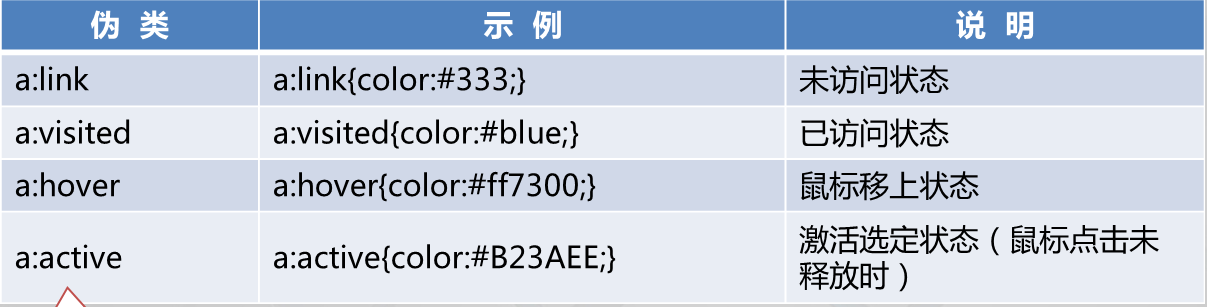 伪 类 示 例 说 明
a:link a:link{color:#333;} 未访问状态
a:visited a:visited{color:#blue;} 已访问状态
a:hover a:hover{color:#ff7300;} 鼠标移上状态
a:active a:active{color:#B23AEE;} 激活选定状态（鼠标点击未
释放时）